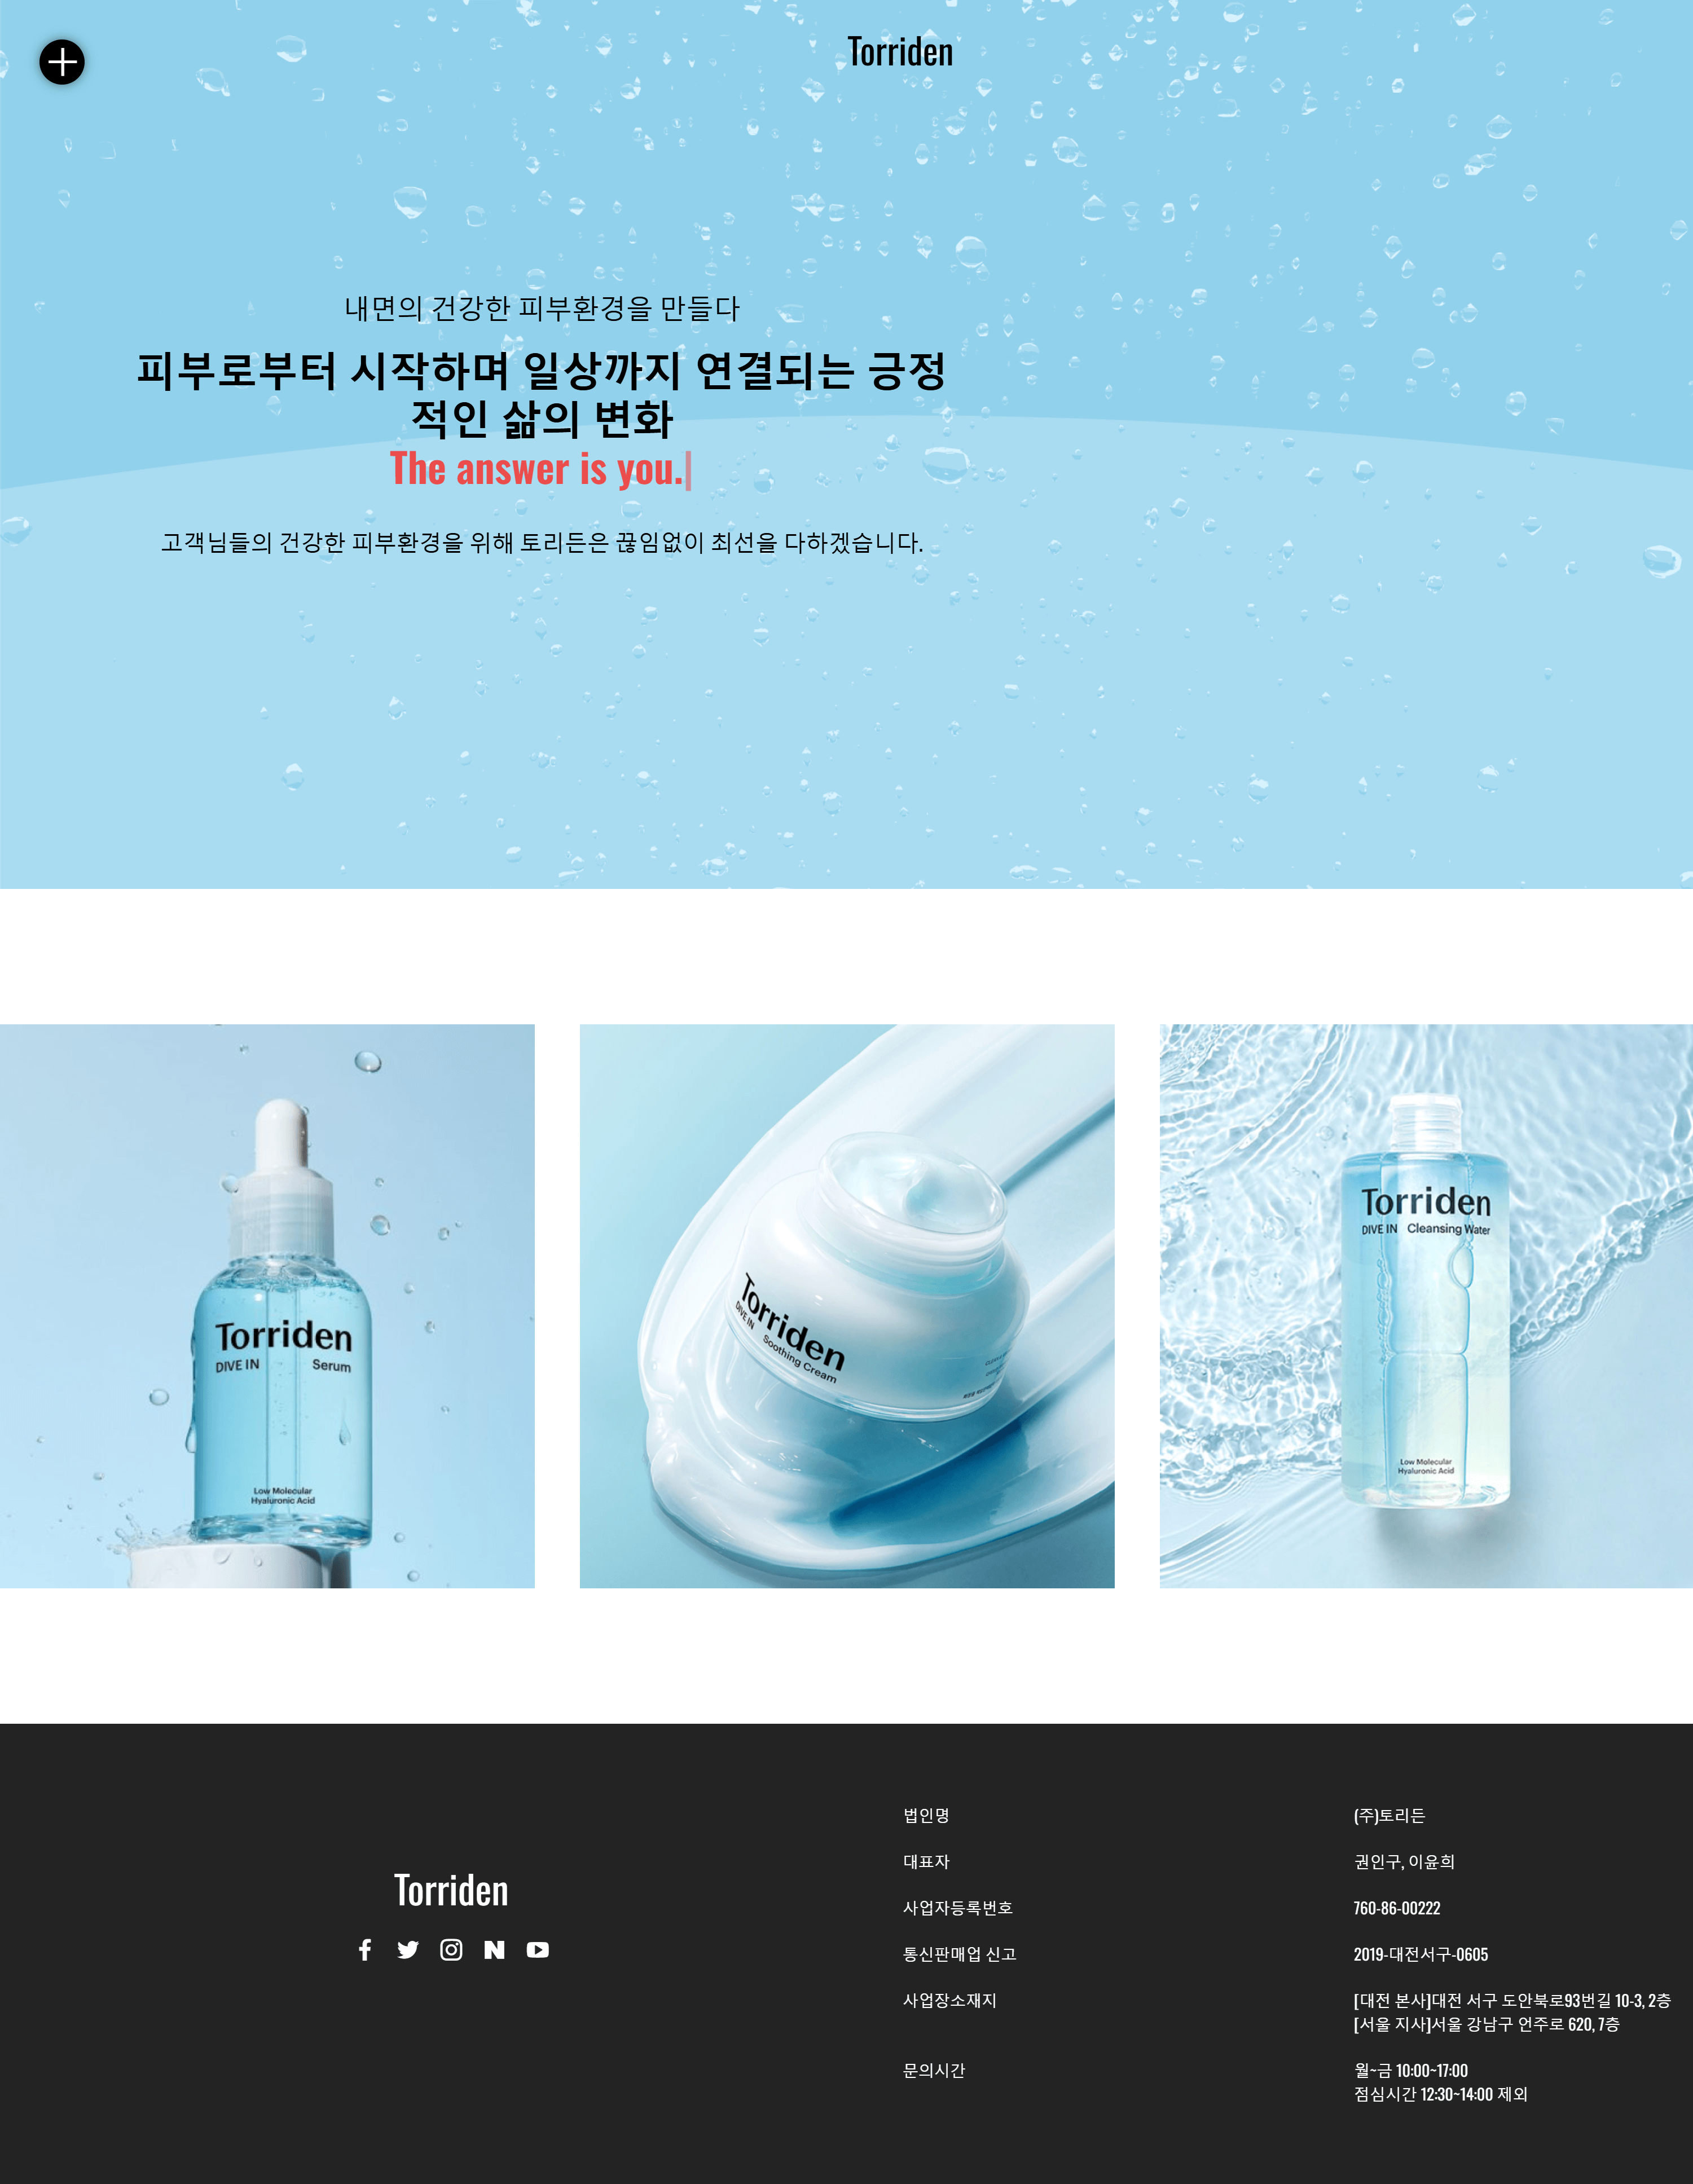 Torriden
내면의 건강한 피부환경을 만들다
피부로부터 시작하며 일상까지 연결되는 긍정
적인 삶의 변화
The answer is you.
고객님들의 건강한 피부환경을 위해 토리든은 끊임없이 최선을 다하겠습니다.
Torriden
DIVE IN Serum
Low Molecular
Hyaluronic Acid
Torriden
DIVE IN Soothing Cream
Torriden
DIVE IN Cleansing Water
Low Molecular
Hyaluronic Acid
Torriden
법인명 (주)토리든
대표자 권인구, 이윤희
사업자등록번호 760-86-00222
통신판매업 신고 2019-대전서구-0605
사업장소재지 [대전 본사]대전 서구 도안북로93번길 10-3, 2층
[서울 지사]서울 강남구 언주로 620, 7층
문의시간 월~금 10:00~17:00
점심시간 12:30~14:00 제외